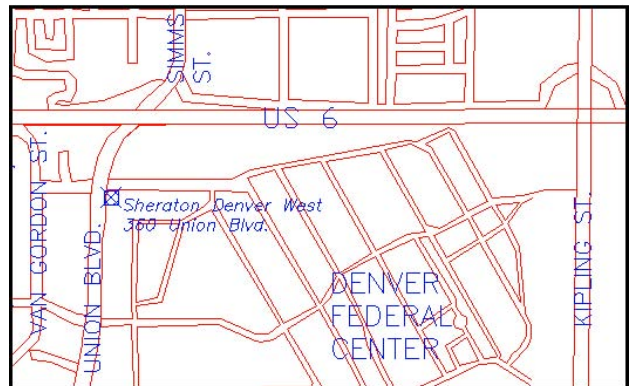 SIMMS
ST.
US 6
VAN GORDON ST.
UNION BLVD.
Sheraton Denver West
360 Union Blvd.
DENVER
FEDERAL
CENTER
KIPLING ST.